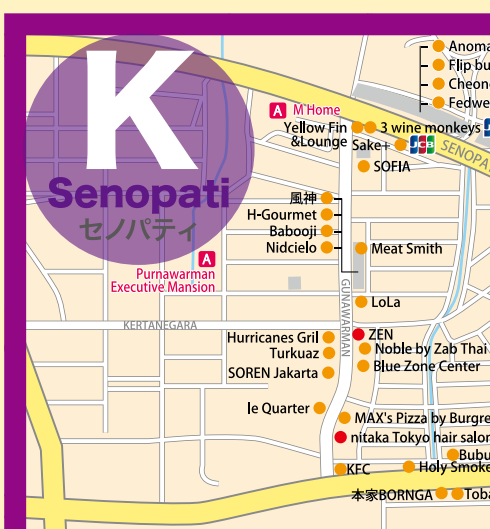 K
Senopati
セノパティ
Anoma
Flip bu
Cheong
Fedwe
A M'Home
Yellow Fin
&Lounge
3 wine monkeys
Sake+
JCB
SENOPA
SOFIA
風神
H-Gourmet
Babooji
Nidcielo
Meat Smith
A
Purnawarman
Executive Mansion
GUNAWARMAN
LoLa
KERTANEGARA
ZEN
Hurricanes Gril
Noble by Zab Thai
Turkuaz
Blue Zone Center
SOREN Jakarta
le Quarter
MAX's Pizza by Burgre
nitaka Tokyo hair salon
Bubu
KFC
Holy Smoke
本家BORNGA
Toba